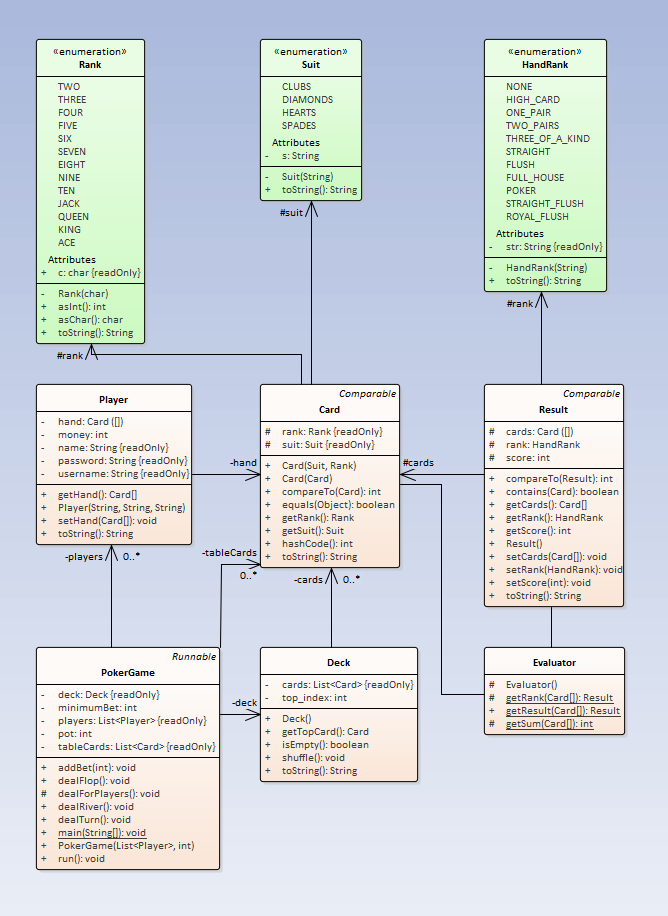 «enumeration»
Rank
TWO
THREE
FOUR
FIVE
SIX
SEVEN
EIGHT
NINE
TEN
JACK
QUEEN
KING
ACE
Attributes
+ c: char {readOnly}
- Rank(char)
+ asInt(): int
+ asChar(): char
+ toString(): String
«enumeration»
Suit
CLUBS
DIAMONDS
HEARTS
SPADES
Attributes
- s: String
- Suit(String)
+ toString(): String
«enumeration»
HandRank
NONE
HIGH_CARD
ONE_PAIR
TWO_PAIRS
THREE_OF_A_KIND
STRAIGHT
FLUSH
FULL_HOUSE
POKER
STRAIGHT_FLUSH
ROYAL_FLUSH
Attributes
- str: String {readOnly}
- HandRank(String)
+ toString(): String
#rank
#suit
#rank
Player
- hand: Card ([])
- money: int
- name: String {readOnly}
- password: String {readOnly}
- username: String {readOnly}
+ getHand(): Card[]
+ Player(String, String, String)
+ setHand(Card[]): void
+ toString(): String
-hand
Comparable
Card
# rank: Rank {readOnly}
# suit: Suit {readOnly}
+ Card(Suit, Rank)
+ Card(Card)
+ compareTo(Card): int
+ equals(Object): boolean
+ getRank(): Rank
+ getSuit(): Suit
+ hashCode(): int
+ toString(): String
#cards
Comparable
Result
# cards: Card ([])
# rank: HandRank
# score: int
+ compareTo(Result): int
+ contains(Card): boolean
+ getCards(): Card[]
+ getRank(): HandRank
+ getScore(): int
+ Result()
+ setCards(Card[]): void
+ setRank(HandRank): void
+ setScore(int): void
+ toString(): String
-players 0..*
-tableCards
0..*
-cards 0..*
Runnable
PokerGame
- deck: Deck {readOnly}
- minimumBet: int
- players: List<Player> {readOnly}
- pot: int
- tableCards: List<Card> {readOnly}
+ addBet(int): void
+ dealFlop(): void
# dealForPlayers(): void
+ dealRiver(): void
+ dealTurn(): void
+ main(String[]): void
+ PokerGame(List<Player>, int)
+ run(): void
-deck
Deck
- cards: List<Card> {readOnly}
- top_index: int
+ Deck()
+ getTopCard(): Card
+ isEmpty(): boolean
+ shuffle(): void
+ toString(): String
Evaluator
# Evaluator()
# getRank(Card[]): Result
+ getResult(Card[]): Result
# getSum(Card[]): int